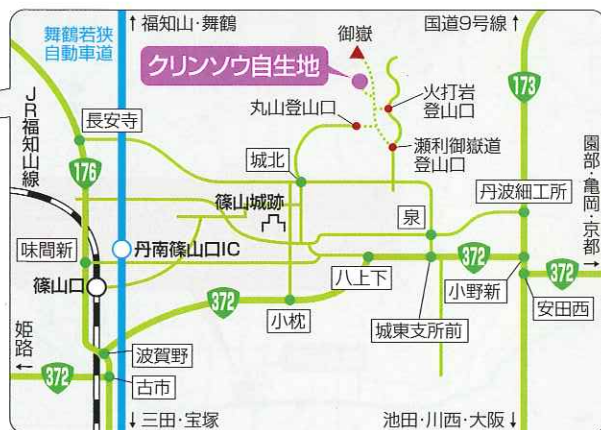 ↑福知山・舞鶴
国道9号線↑
舞鶴若狭
自動車道
御嶽
クリンソウ自生地
173
JR福知山線
長安寺
丸山登山口
火打岩
登山口
瀬利御嶽道
登山口
176
城北
園部・亀岡・京都→
篠山城跡
丹波細工所
泉
味間新
丹南篠山口IC
372
372
篠山口
八上下
小野新
372
小枕
城東支所前
安田西
姫路←
波賀野
372
古市
↓三田・宝塚
池田・川西・大阪↓